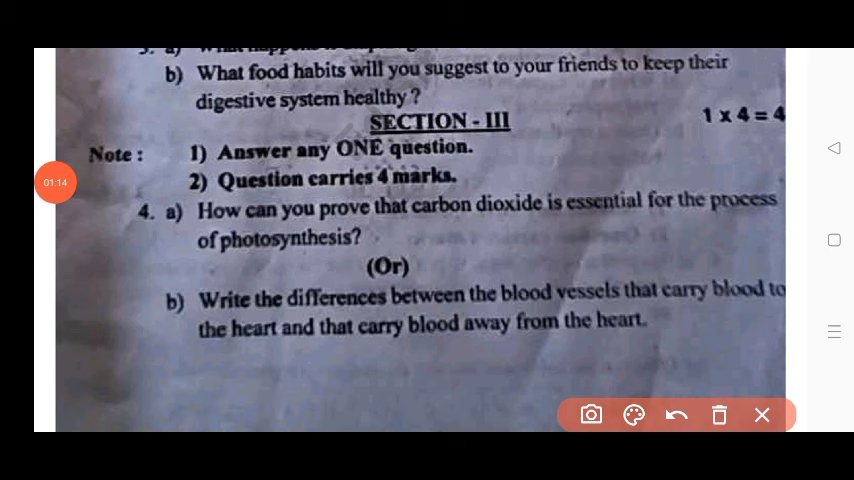 b) What food habits will you suggest to your friends to keep their
digestive system healthy ?
SECTION - III
1 x 4 = 4
Note : 1) Answer any ONE question.
2) Question carries 4 marks.
01:14
4. a) How can you prove that carbon dioxide is essential for the process
of photosynthesis?
(Or)
b) Write the differences between the blood vessels that carry blood to
the heart and that carry blood away from the heart.